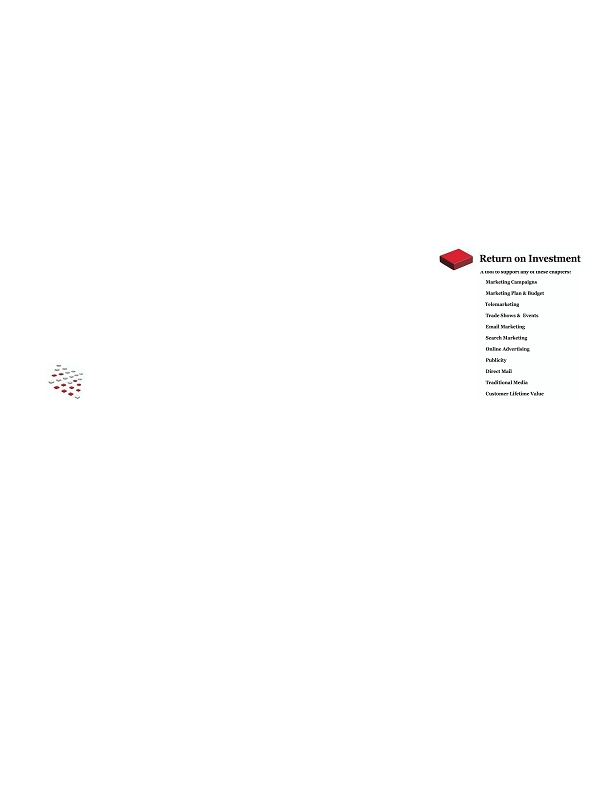 Return on Investment
A tool to support any of these chapters:
Marketing Campaigns
Marketing Plan & Budget
Telemarketing
Trade Shows & Events
Email Marketing
Search Marketing
Online Advertising
Publicity
Direct Mail
Traditional Media
Customer Lifetime Value